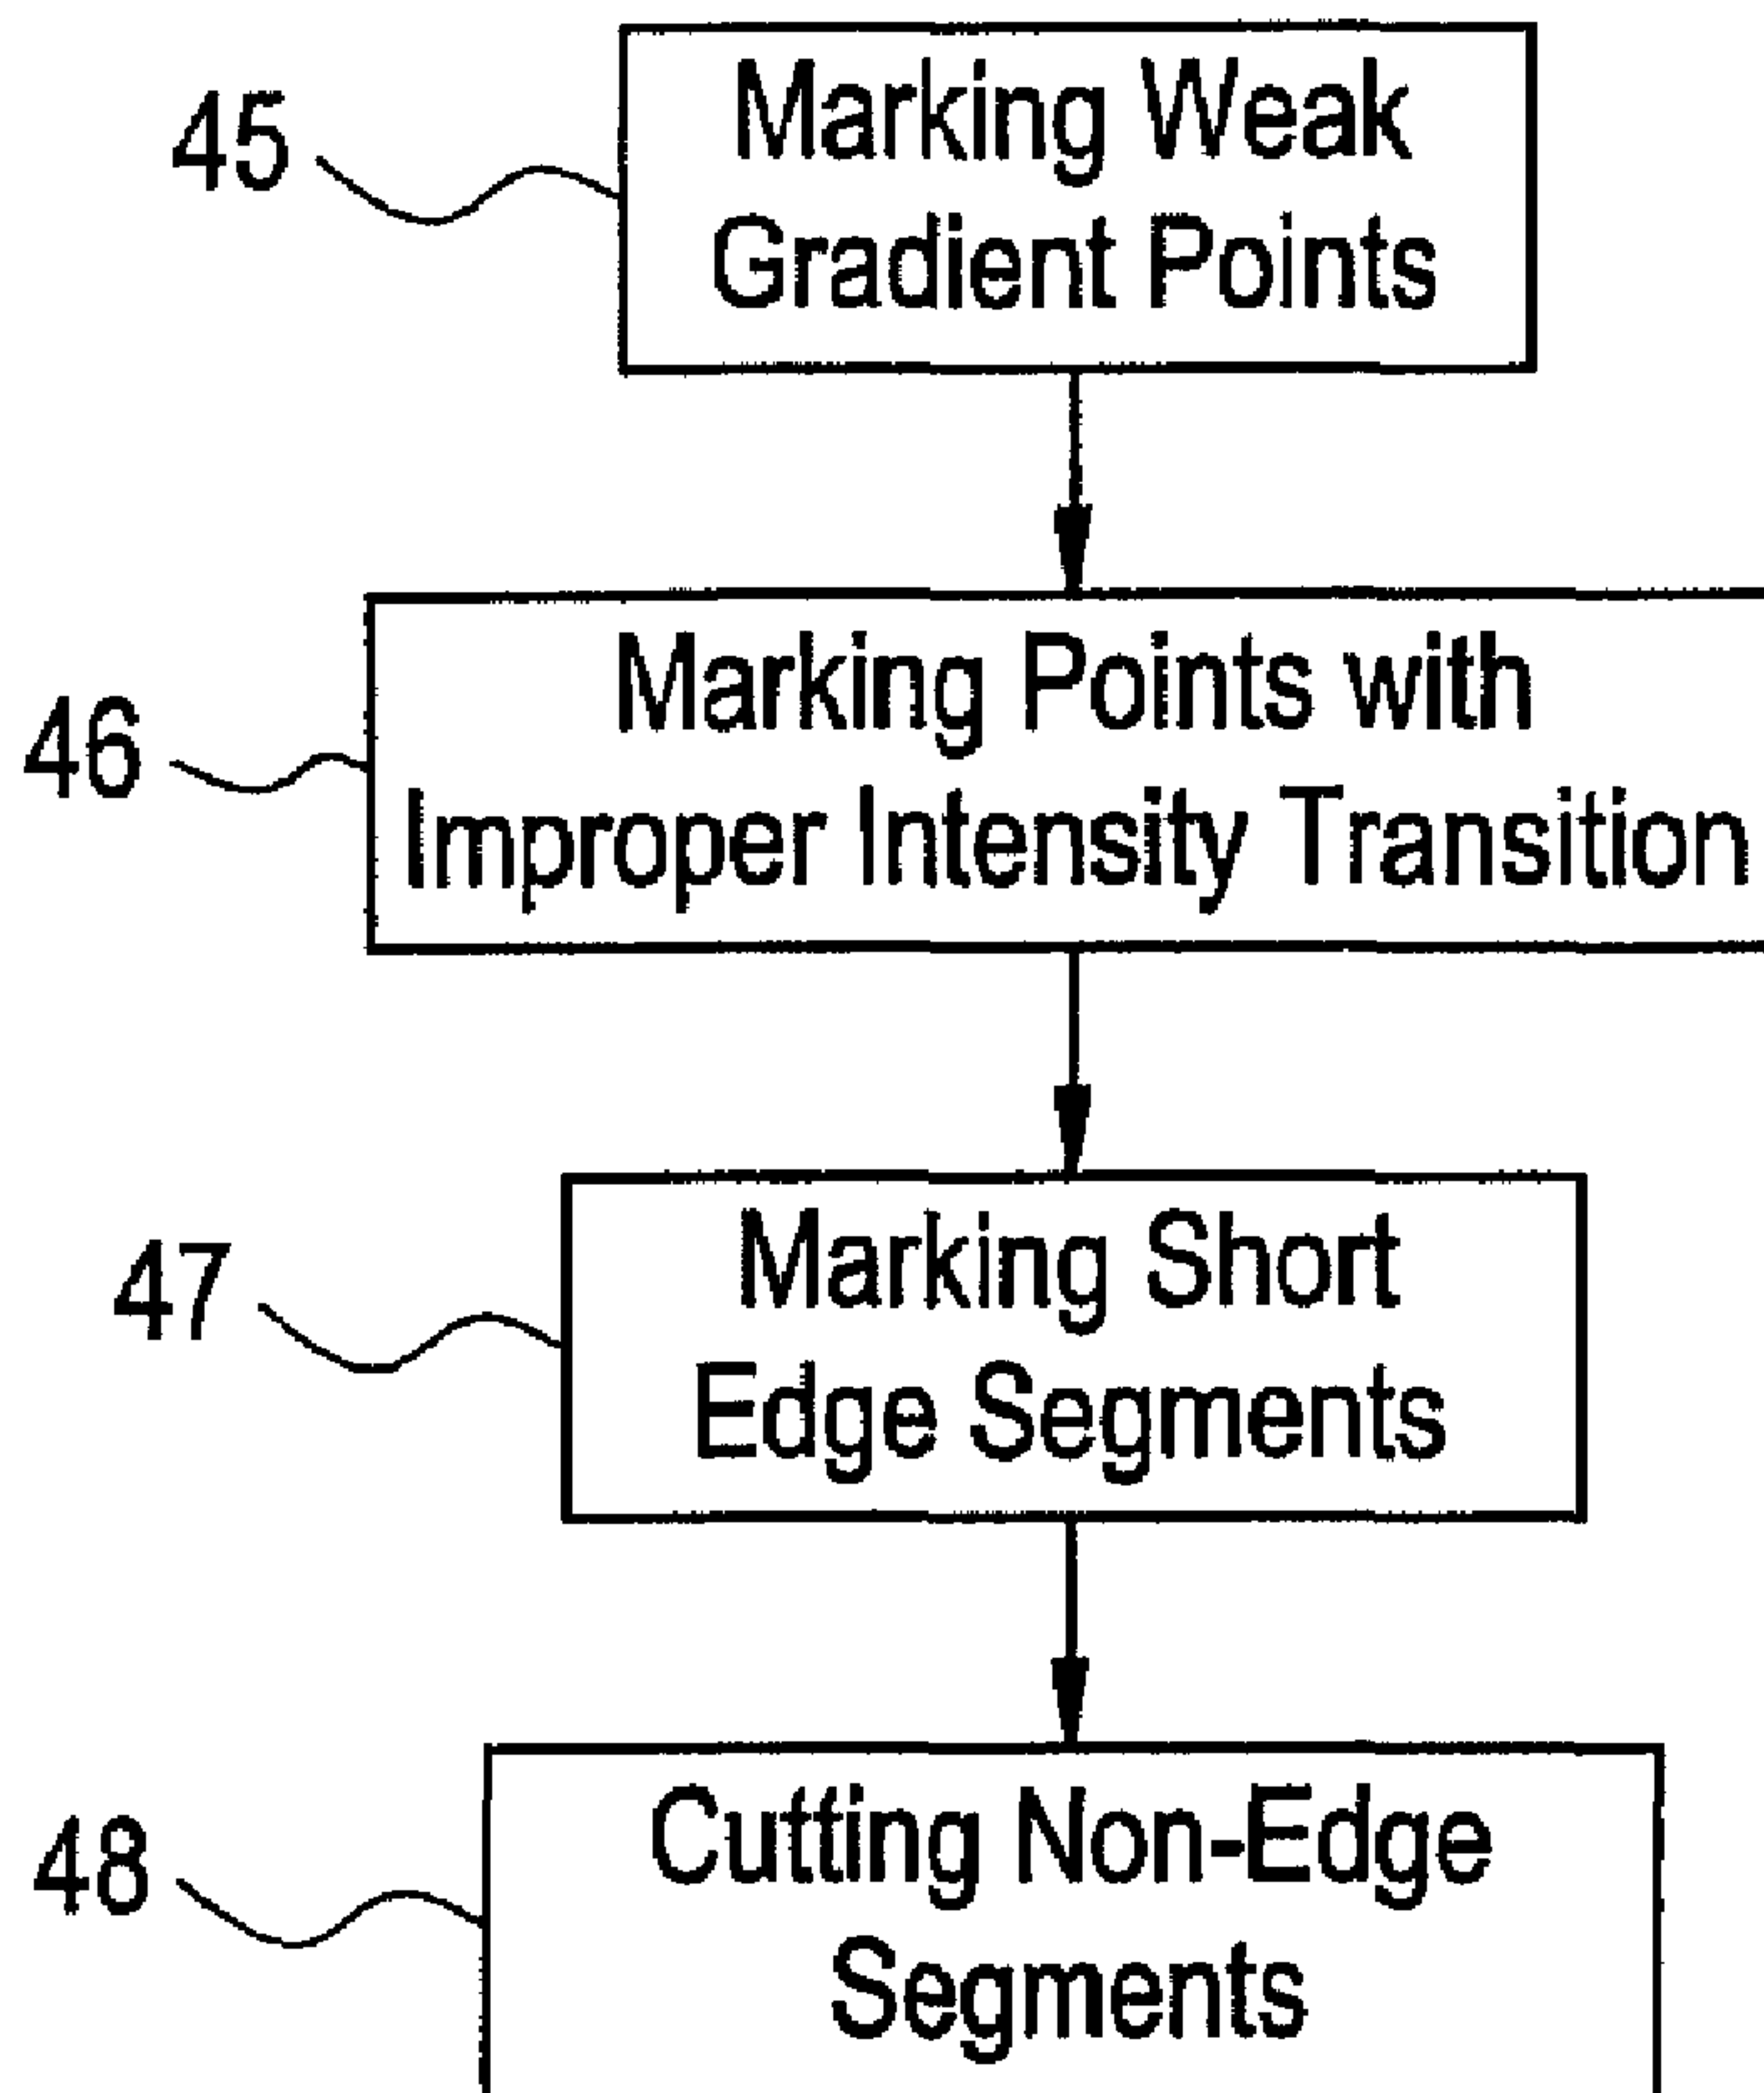 45
Marking Weak
Gradient Points
46
Marking Points with
Improper Intensity Transition
47
Marking Short
Edge Segments
48
Cutting Non-Edge
Segments